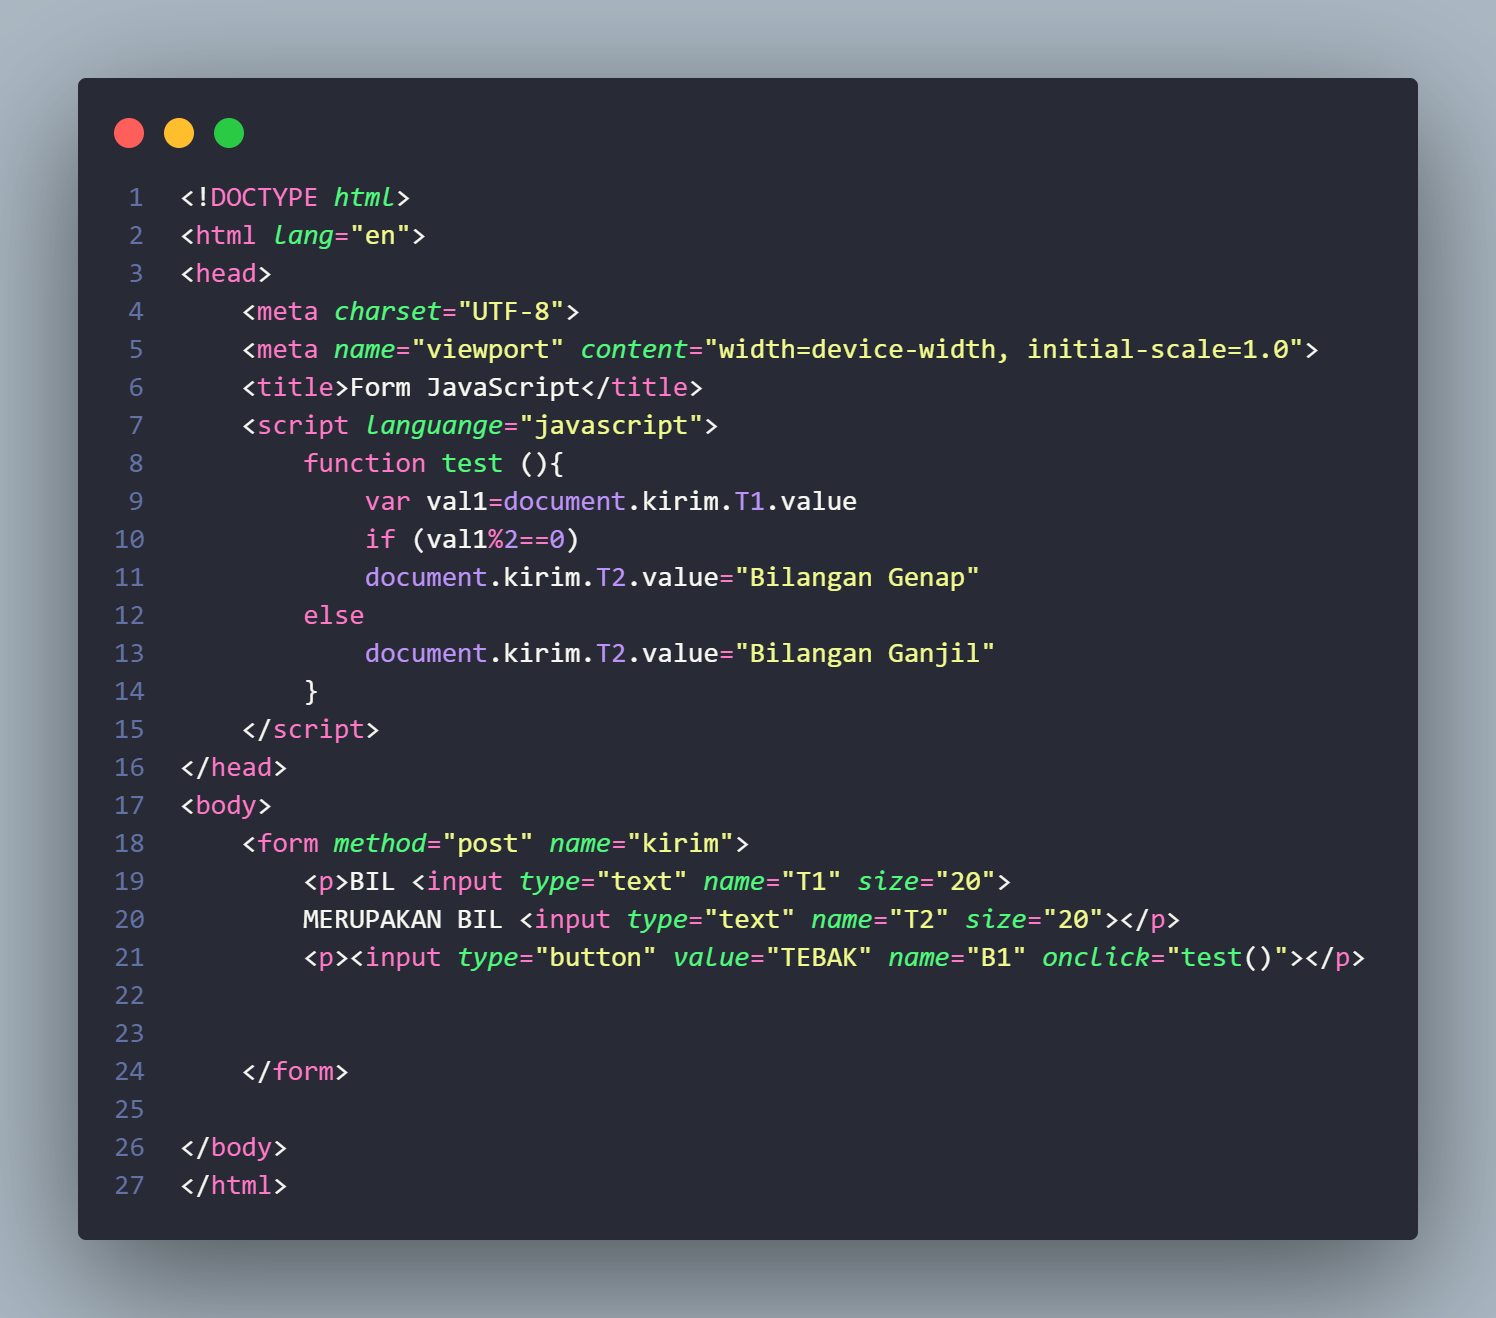 1 <!DOCTYPE html>
2 <html lang="en">
3 <head>
4     <meta charset="UTF-8">
5     <meta name="viewport" content="width=device-width, initial-scale=1.0">
6     <title>Form JavaScript</title>
7     <script languange="javascript">
8         function test (){
9             var val1=document.kirim.T1.value
10             if (val1%2==0)
11             document.kirim.T2.value="Bilangan Genap"
12         else
13             document.kirim.T2.value="Bilangan Ganjil"
14         }
15     </script>
16 </head>
17 <body>
18     <form method="post" name="kirim">
19         <p>BIL <input type="text" name="T1" size="20">
20         MERUPAKAN BIL <input type="text" name="T2" size="20"></p>
21         <p><input type="button" value="TEBAK" name="B1" onclick="test()"></p>
22
23
24     </form>
25
26 </body>
27 </html>